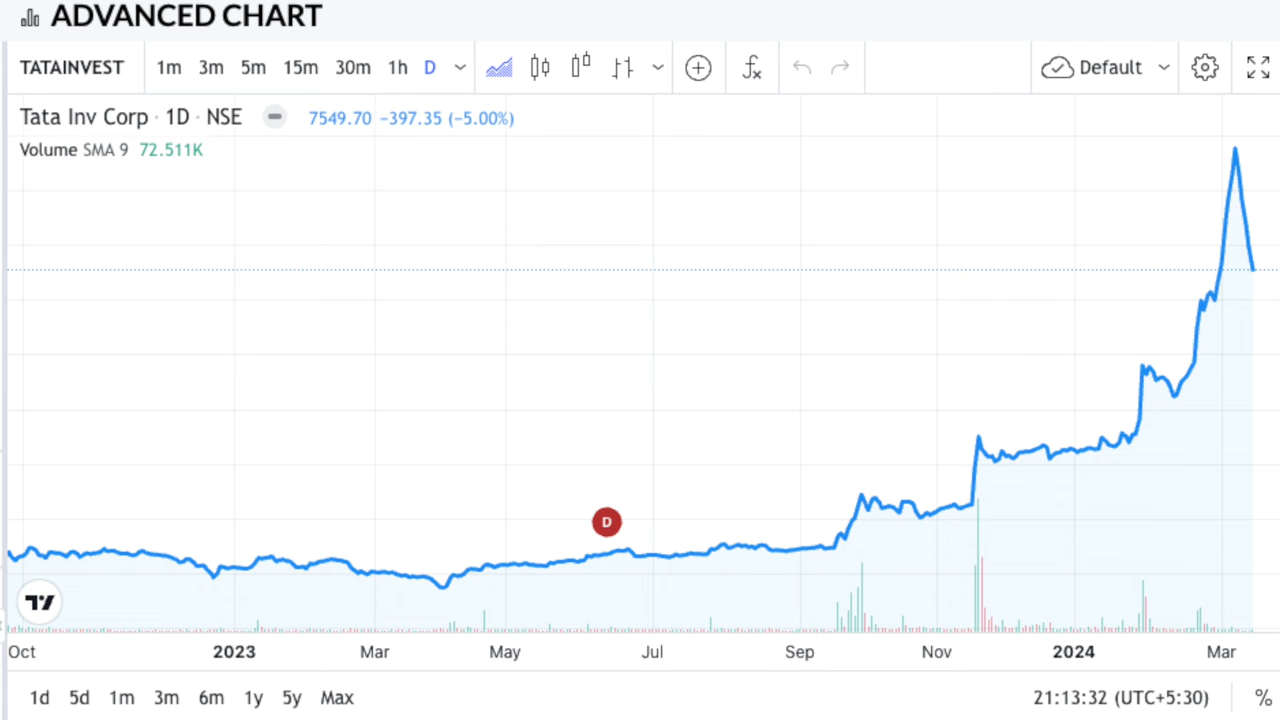 ADVANCED CHART
TATAINVEST 1m 3m 5m 15m 30m 1h D Default
Tata Inv Corp · 1D · NSE 7549.70 −397.35 (−5.00%)
Volume SMA 9 72.511K
D
Oct 2023 Mar May Jul Sep Nov 2024 Mar
1d 5d 1m 3m 6m 1y 5y Max 21:13:32 (UTC+5:30) %